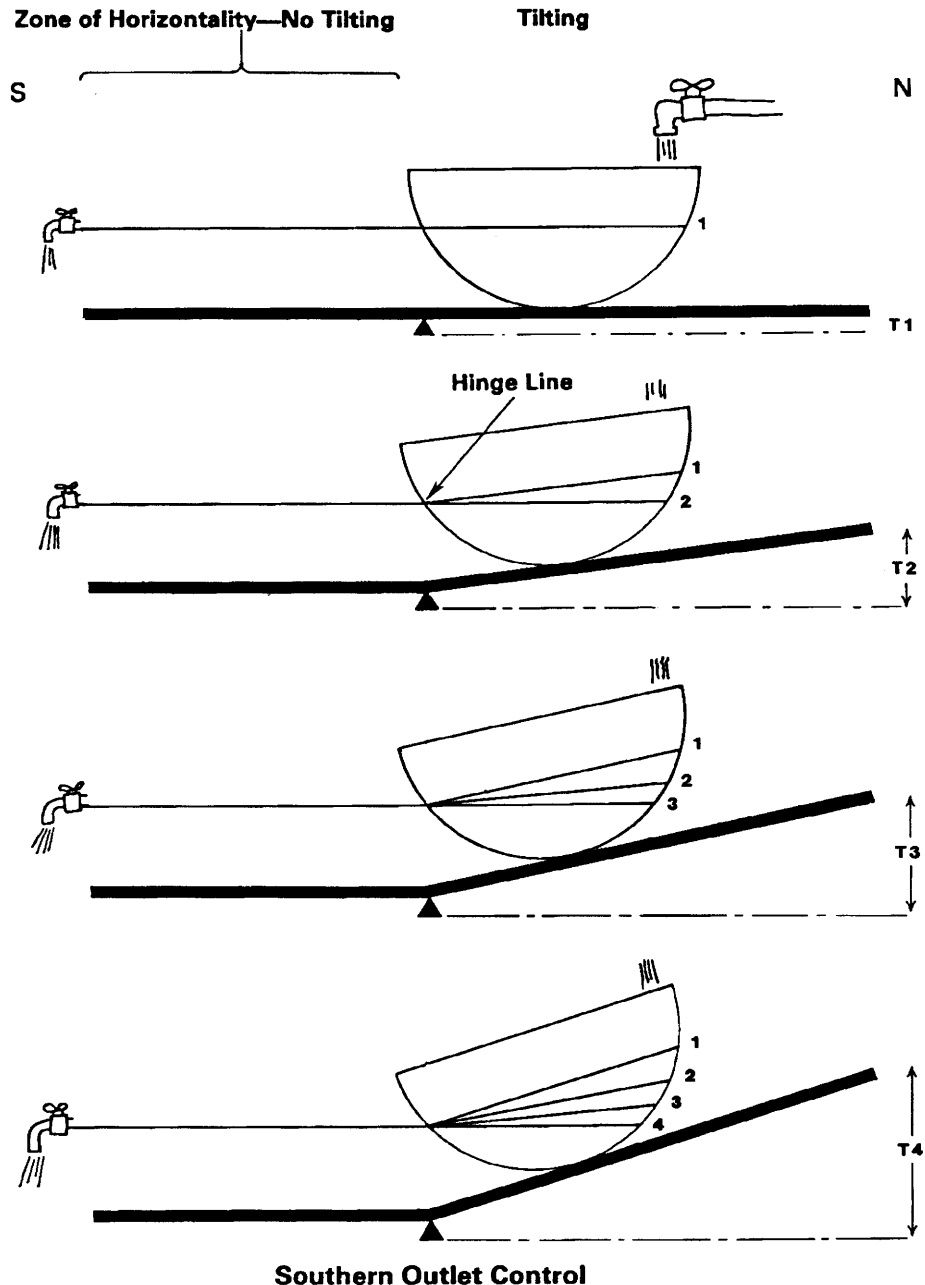 Zone of Horizontality—No Tilting Tilting
S N
1
T1
Hinge Line
1
2
T2
1
2
3
T3
1
2
3
4
T4
Southern Outlet Control